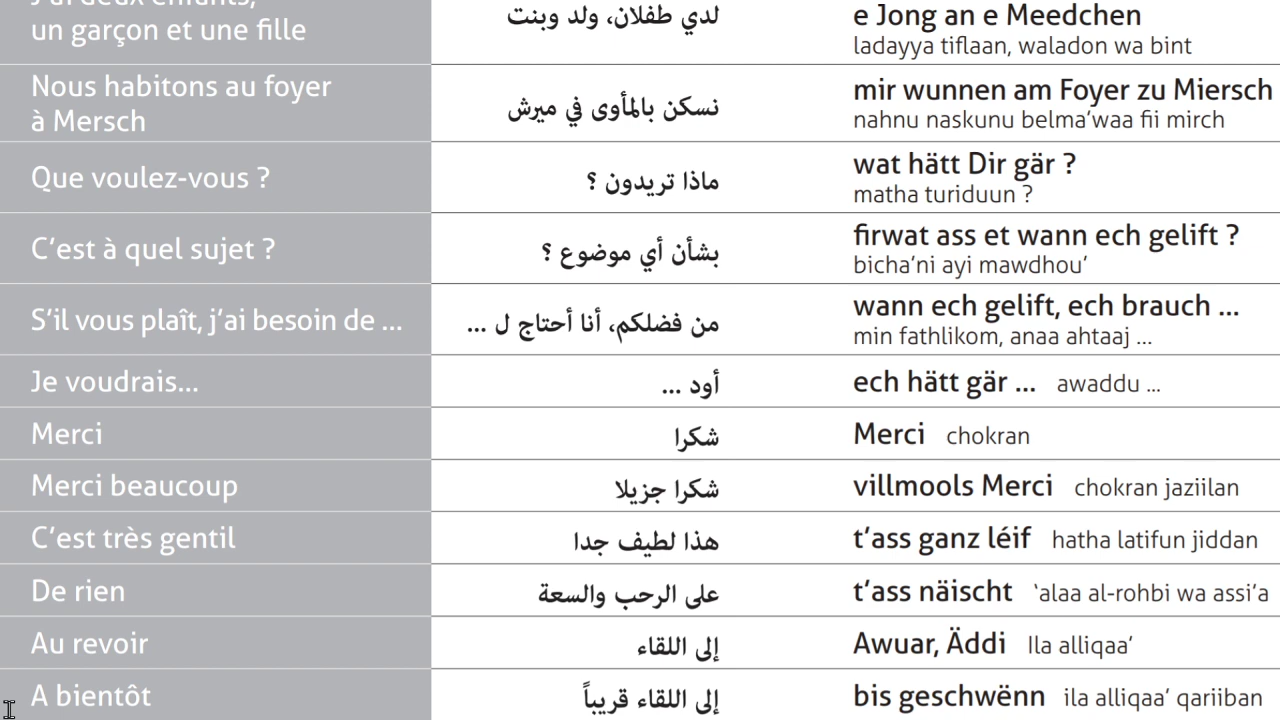 J'ai deux enfants,
un garçon et une fille
لدي طفلان، ولد وبنت
e Jong an e Meedchen
ladayya tiflaan, waladon wa bint
Nous habitons au foyer
à Mersch
نسكن بالمأوى في ميرش
mir wunnen am Foyer zu Miersch
nahnu naskunu belma’waa fii mirch
Que voulez-vous ?
ماذا تريدون ؟
wat hätt Dir gär ?
matha turiduun ?
C’est à quel sujet ?
بشأن أي موضوع ؟
firwat ass et wann ech gelift ?
bicha’ni ayi mawdhou’
S’il vous plaît, j’ai besoin de ...
من فضلكم، أنا أحتاج ل ...
wann ech gelift, ech brauch ...
min fathlikom, anaa ahtaaj ...
Je voudrais...
أود ...
ech hätt gär ... awaddu ...
Merci
شكرا
Merci chokran
Merci beaucoup
شكرا جزيلا
villmools Merci chokran jaziilan
C’est très gentil
هذا لطيف جدا
t’ass ganz léif hatha latifun jiddan
De rien
على الرحب والسعة
t’ass näischt ‘alaa al-rohbi wa assi’a
Au revoir
إلى اللقاء
Awuar, Äddi Ila alliqaa’
A bientôt
إلى اللقاء قريباً
bis geschwënn ila alliqaa’ qariiban